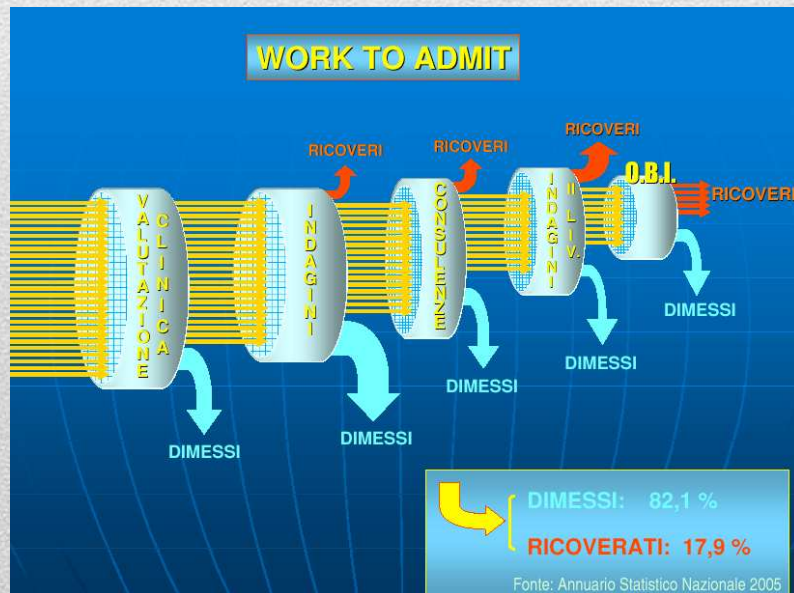 WORK TO ADMIT
RICOVERI
RICOVERI
RICOVERI
O.B.I.
RICOVERI
VALUTAZIONE
CLINICA
INDAGINI
CONSULENZE
INDAGINI
II LIV.
DIMESSI
DIMESSI
DIMESSI
DIMESSI
DIMESSI
DIMESSI: 82,1 %
RICOVERATI: 17,9 %
Fonte: Annuario Statistico Nazionale 2005